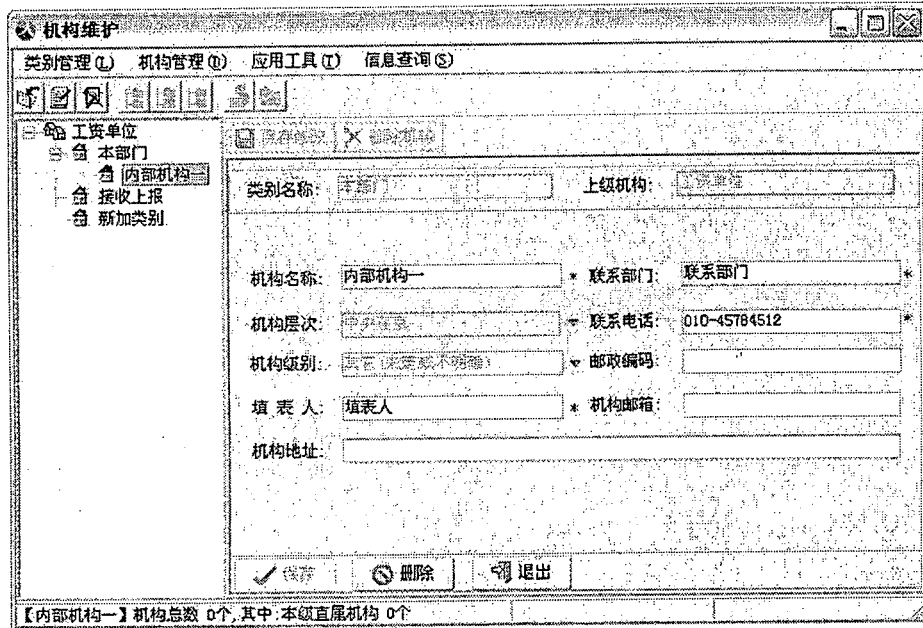 机构维护
类别管理(L) 机构管理(D) 应用工具(T) 信息查询(S)
工资单位
本部门
内部机构一
接收上报
新加类别
类别名称: 本部门 上级机构: 工资单位
机构名称: 内部机构一 * 联系部门: 联系部门 *
机构层次: 联系电话: 010-45784512 *
机构级别: 邮政编码:
填 表 人: 填表人 * 机构邮箱:
机构地址:
保存 删除 退出
【内部机构一】机构总数 0个,其中:本级直属机构 0个